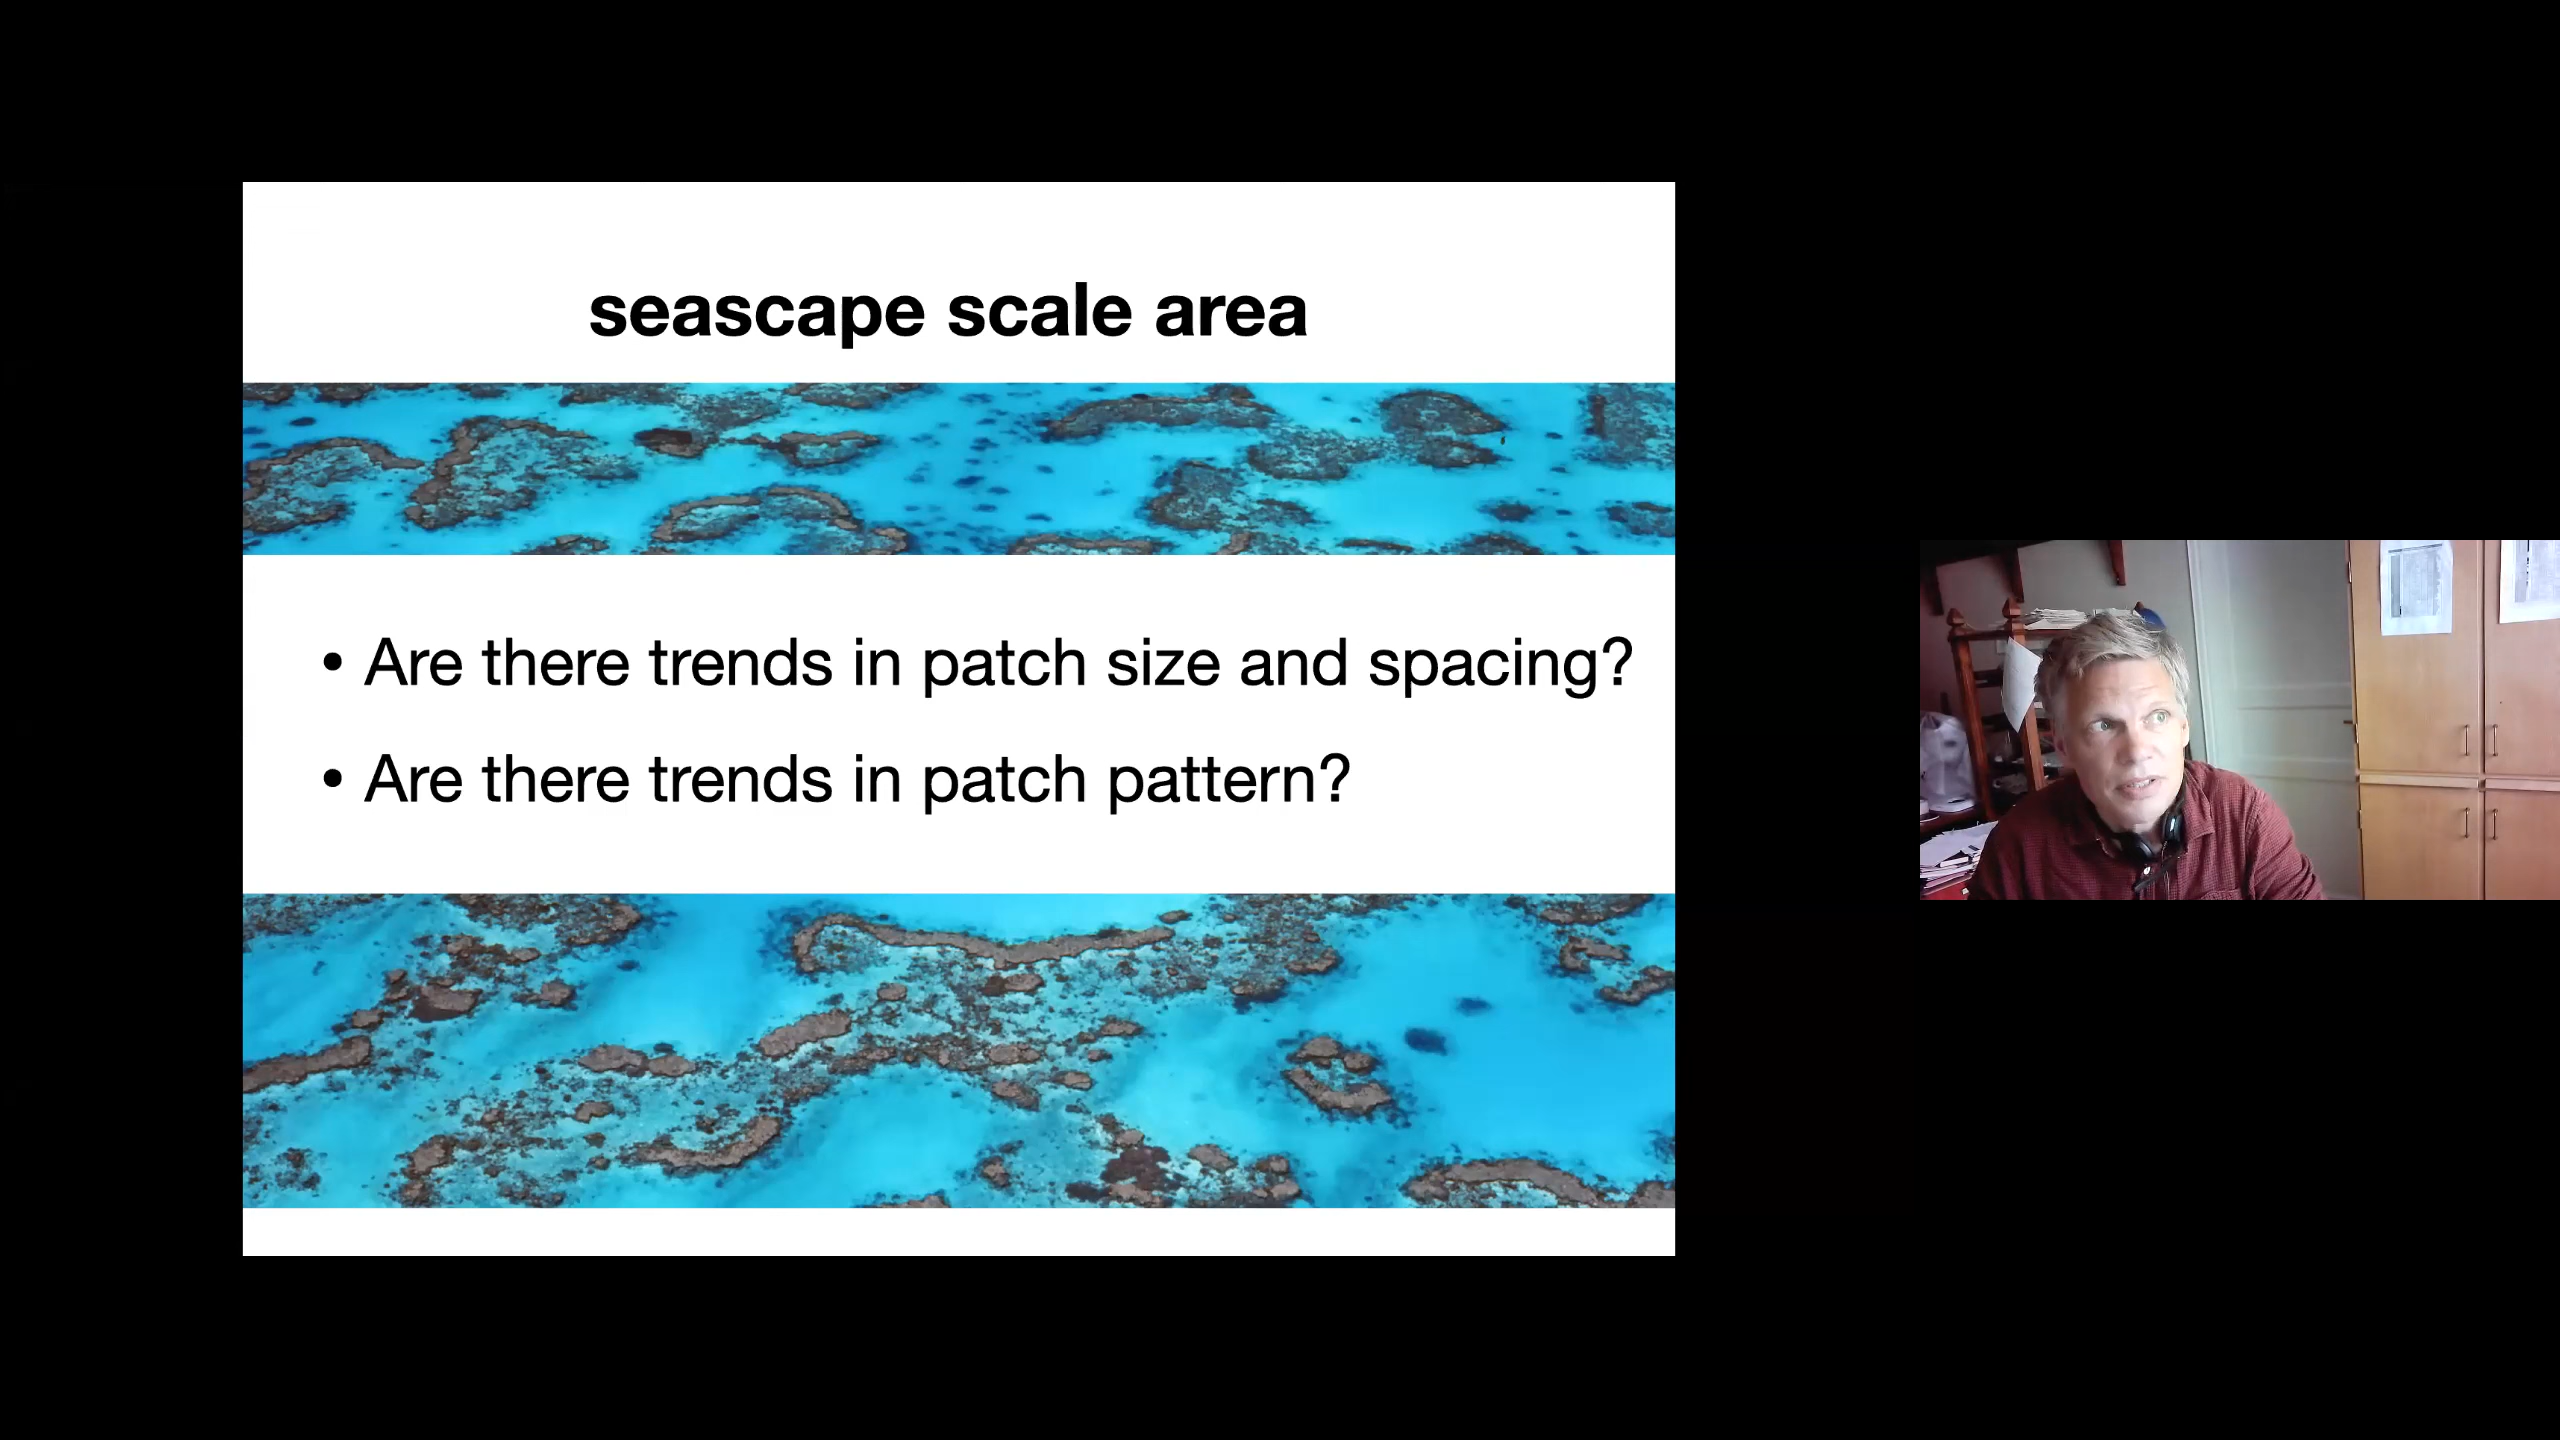 seascape scale area
• Are there trends in patch size and spacing?
• Are there trends in patch pattern?